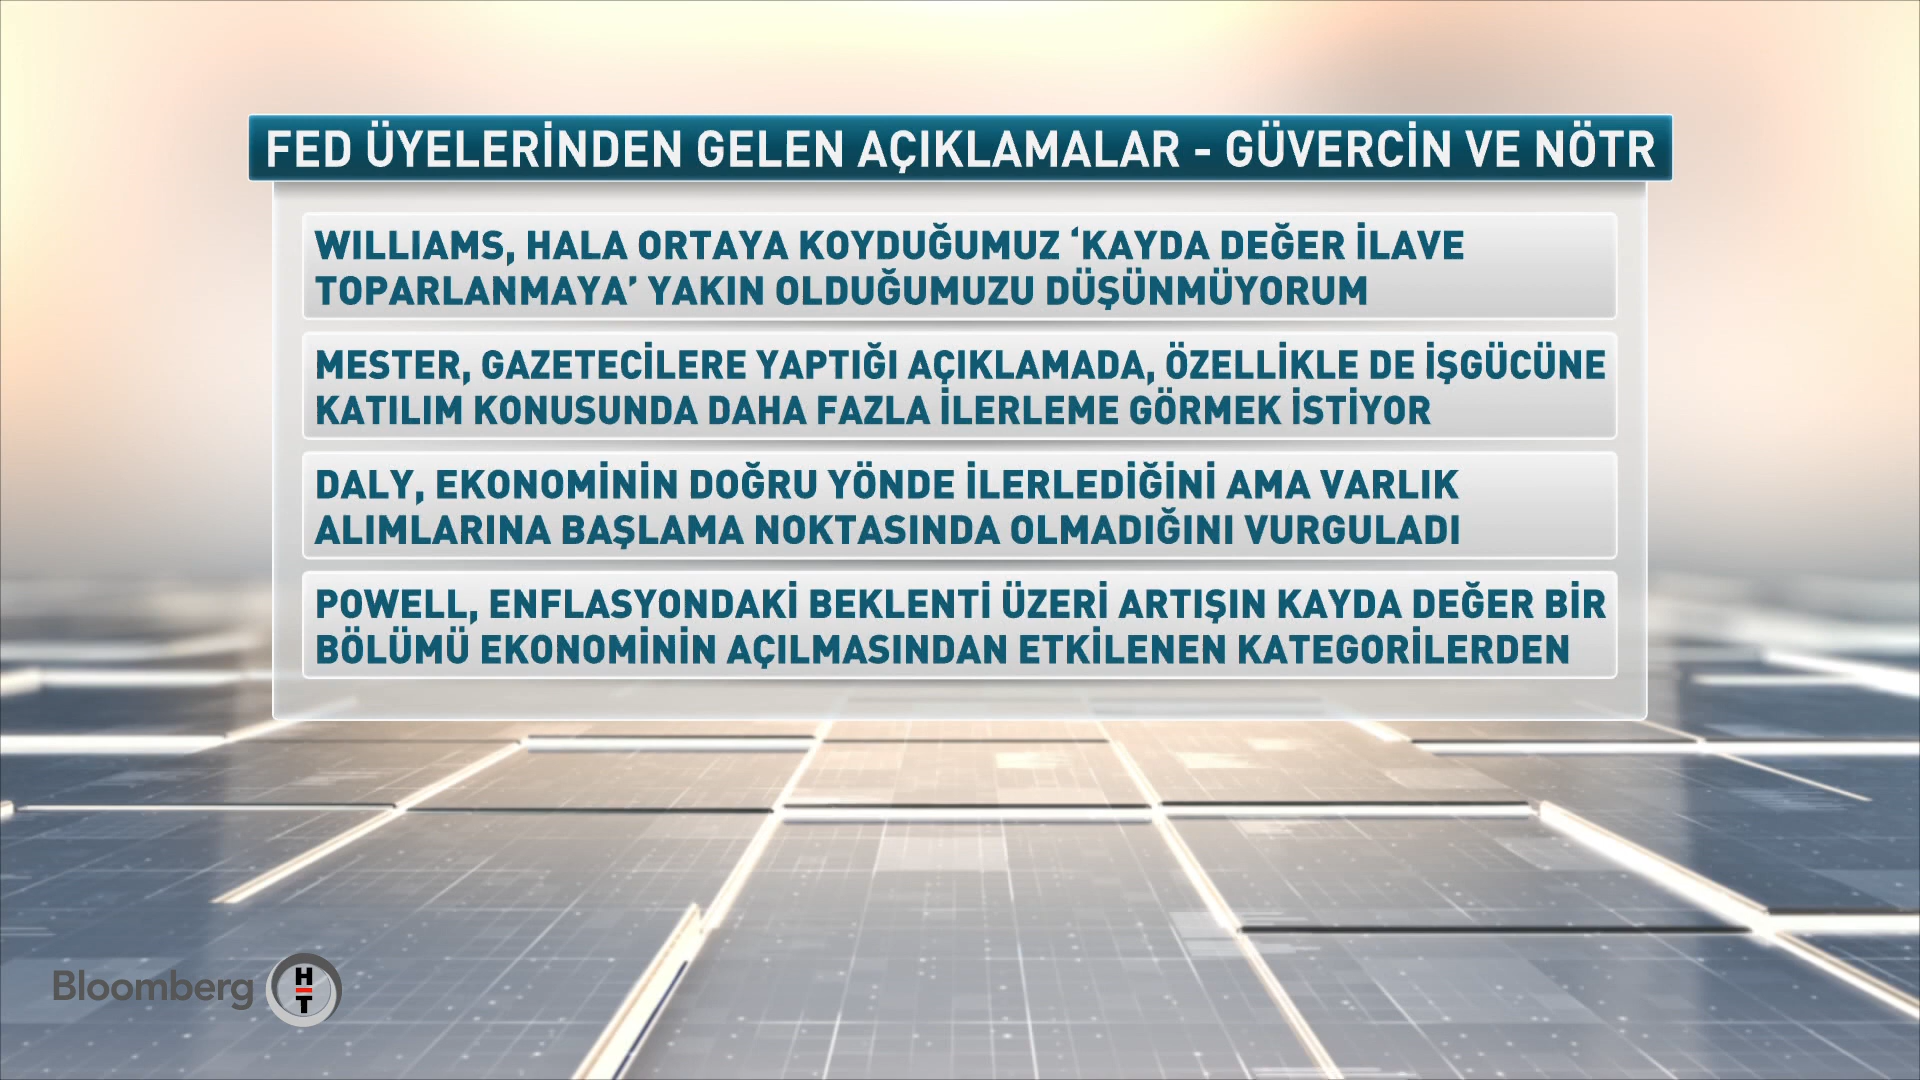 FED ÜYELERİNDEN GELEN AÇIKLAMALAR - GÜVERCİN VE NÖTR
WILLIAMS, HALA ORTAYA KOYDUĞUMUZ ‘KAYDA DEĞER İLAVE
TOPARLANMAYA’ YAKIN OLDUĞUMUZU DÜŞÜNMÜYORUM
MESTER, GAZETECİLERE YAPTIĞI AÇIKLAMADA, ÖZELLİKLE DE İŞGÜCÜNE
KATILIM KONUSUNDA DAHA FAZLA İLERLEME GÖRMEK İSTİYOR
DALY, EKONOMİNİN DOĞRU YÖNDE İLERLEDİĞİNİ AMA VARLIK
ALIMLARINA BAŞLAMA NOKTASINDA OLMADIĞINI VURGULADI
POWELL, ENFLASYONDAKİ BEKLENTİ ÜZERİ ARTIŞIN KAYDA DEĞER BİR
BÖLÜMÜ EKONOMİNİN AÇILMASINDAN ETKİLENEN KATEGORİLERDEN
Bloomberg HT